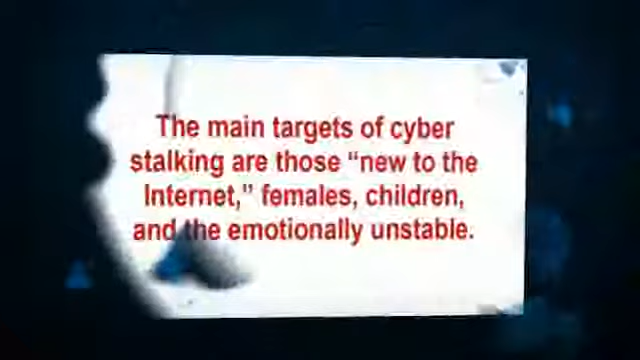 The main targets of cyber
stalking are those “new to the
Internet,” females, children,
and the emotionally unstable.